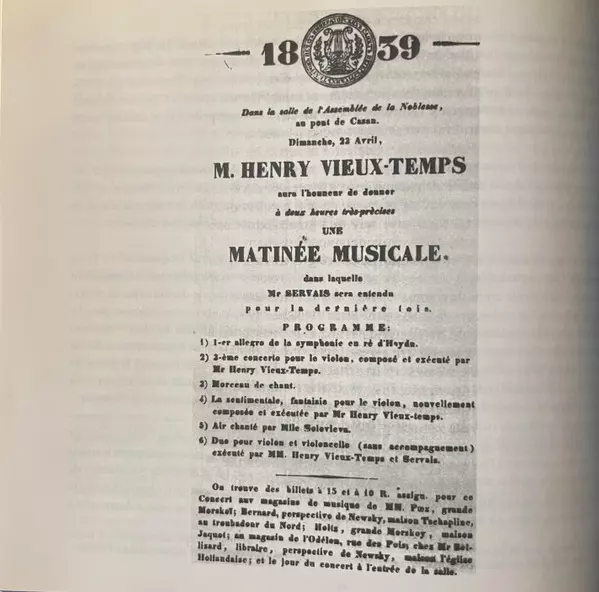 1839
Dans la salle de l'Assemblée de la Noblesse,
au pont de Casan.
Dimanche, 23 Avril,
M. HENRY VIEUX-TEMPS
aura l'honneur de donner
à deux heures très-précises
UNE
MATINÉE MUSICALE,
dans laquelle
Mr SERVAIS sera entendu
pour la dernière fois.
PROGRAMME:
1) 1-er allegro de la symphonie en ré d'Haydn.
2) 3-ème concerto pour le violon, composé et exécuté par
Mr Henry Vieux-Temps.
3) Morceau de chant.
4) La sentimentale, fantaisie pour le violon, nouvellement
composée et exécutée par Mr Henry Vieux-temps.
5) Air chanté par Mlle Solovieva.
6) Duo pour violon et violoncelle (sans accompagnement)
exécuté par MM. Henry Vieux-Temps et Servais.
On trouve des billets à 15 et à 10 R. assign. pour ce
Concert aux magasins de musique de MM. Pœz, grande
Morskoï; Bernard, perspective de Newsky, maison Tschapline,
au troubadour du Nord; Holtz, grande Morskoy, maison
Jaquot; au magasin de l'Odéon, rue des Pois; chez Mr Bel-
lizard, libraire, perspective de Newsky, maison l'église
Hollandaise; et le jour du concert à l'entrée de la salle.